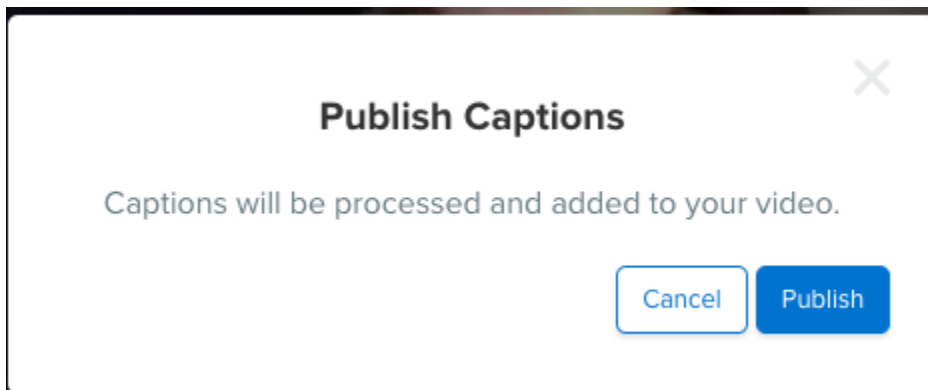 Publish Captions
Captions will be processed and added to your video.
Cancel Publish